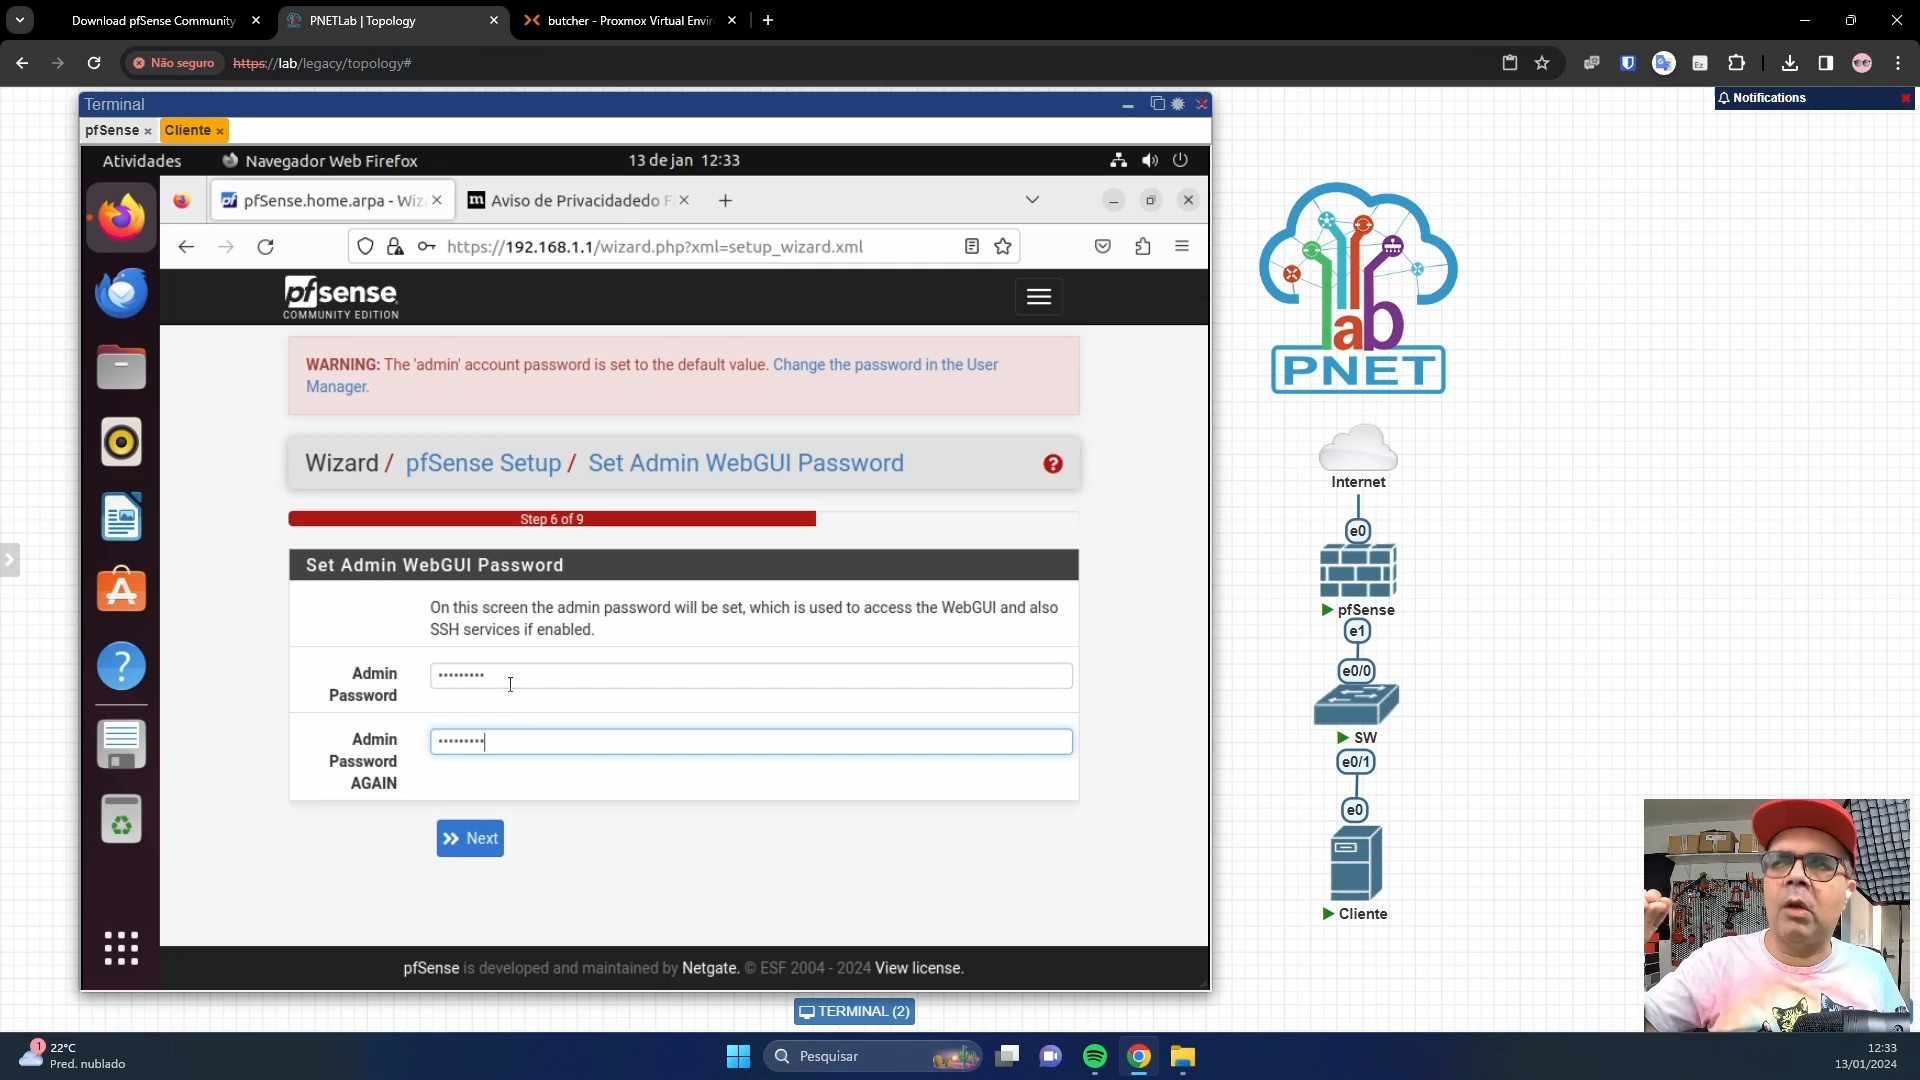 Download pfSense Community
PNETLab | Topology
butcher - Proxmox Virtual Envir
Não seguro
https://lab/legacy/topology#
Ez
Notifications
Terminal
pfSense
Cliente
Atividades
Navegador Web Firefox
13 de jan 12:33
pfSense.home.arpa - Wiz
Aviso de Privacidadedo F
https://192.168.1.1/wizard.php?xml=setup_wizard.xml
pfsense
COMMUNITY EDITION
WARNING: The 'admin' account password is set to the default value. Change the password in the User
Manager.
Wizard / pfSense Setup / Set Admin WebGUI Password
Step 6 of 9
Set Admin WebGUI Password
On this screen the admin password will be set, which is used to access the WebGUI and also
SSH services if enabled.
Admin
Password
•••••••••
Admin
Password
AGAIN
•••••••••
Next
pfSense is developed and maintained by Netgate. © ESF 2004 - 2024 View license.
lab
PNET
Internet
e0
pfSense
e1
e0/0
SW
e0/1
e0
Cliente
TERMINAL (2)
1
22°C
Pred. nublado
Pesquisar
12:33
13/01/2024